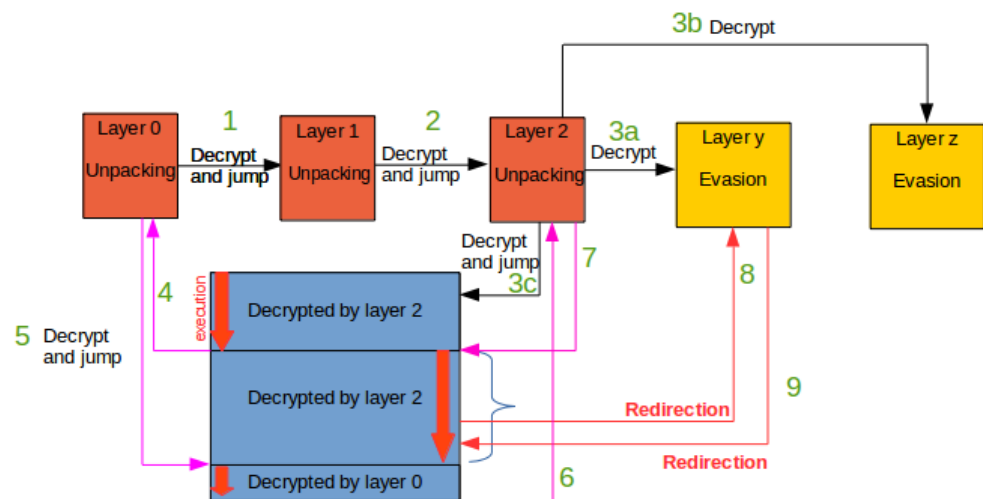 3b Decrypt
Layer 0
Unpacking
1
Decrypt
and jump
Layer 1
Unpacking
2
Decrypt
and jump
Layer 2
Unpacking
3a
Decrypt
Layer y
Evasion
Layer z
Evasion
Decrypt
and jump
3c
7
4
execution
Decrypted by layer 2
8
5 Decrypt
and jump
Decrypted by layer 2
9
Redirection
Redirection
Decrypted by layer 0
6